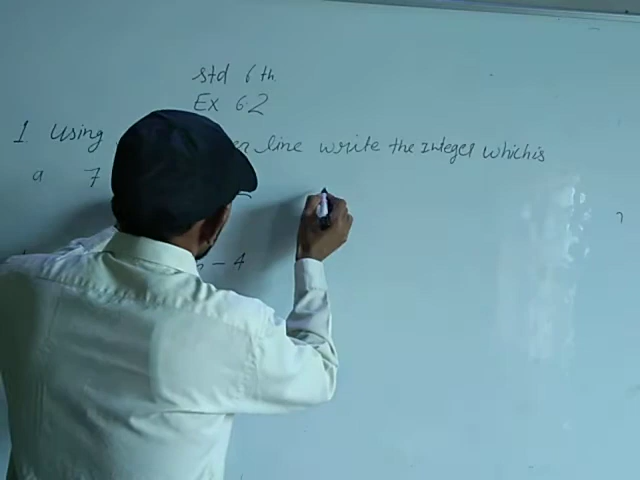 std 6th
Ex 6.2
1 Using line write the Integer which is
a 7
- 4